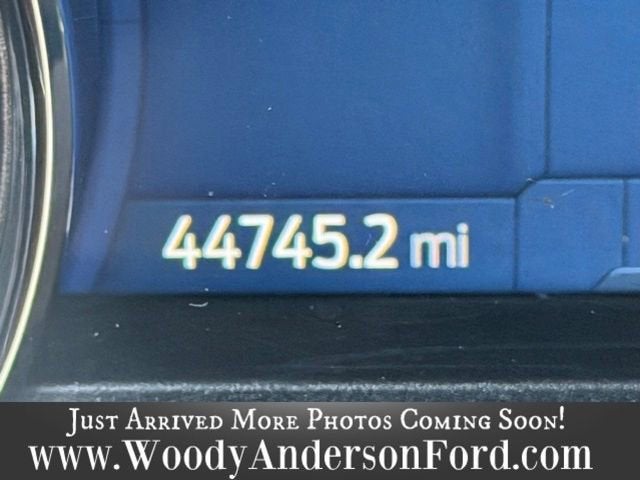 44745.2 mi
Just Arrived More Photos Coming Soon!
www.WoodyAndersonFord.com